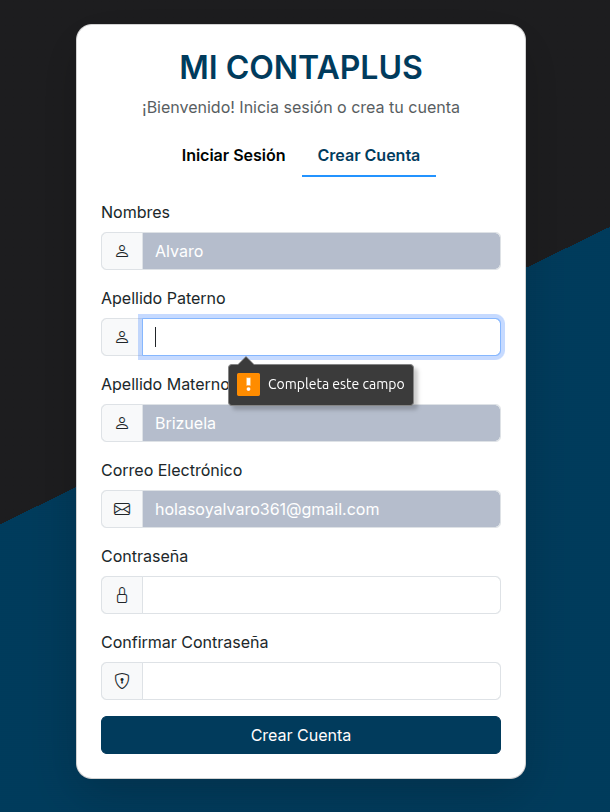 MI CONTAPLUS
¡Bienvenido! Inicia sesión o crea tu cuenta
Iniciar Sesión Crear Cuenta
Nombres
Alvaro
Apellido Paterno
Completa este campo
Apellido Materno
Brizuela
Correo Electrónico
holasoyalvaro361@gmail.com
Contraseña
Confirmar Contraseña
Crear Cuenta